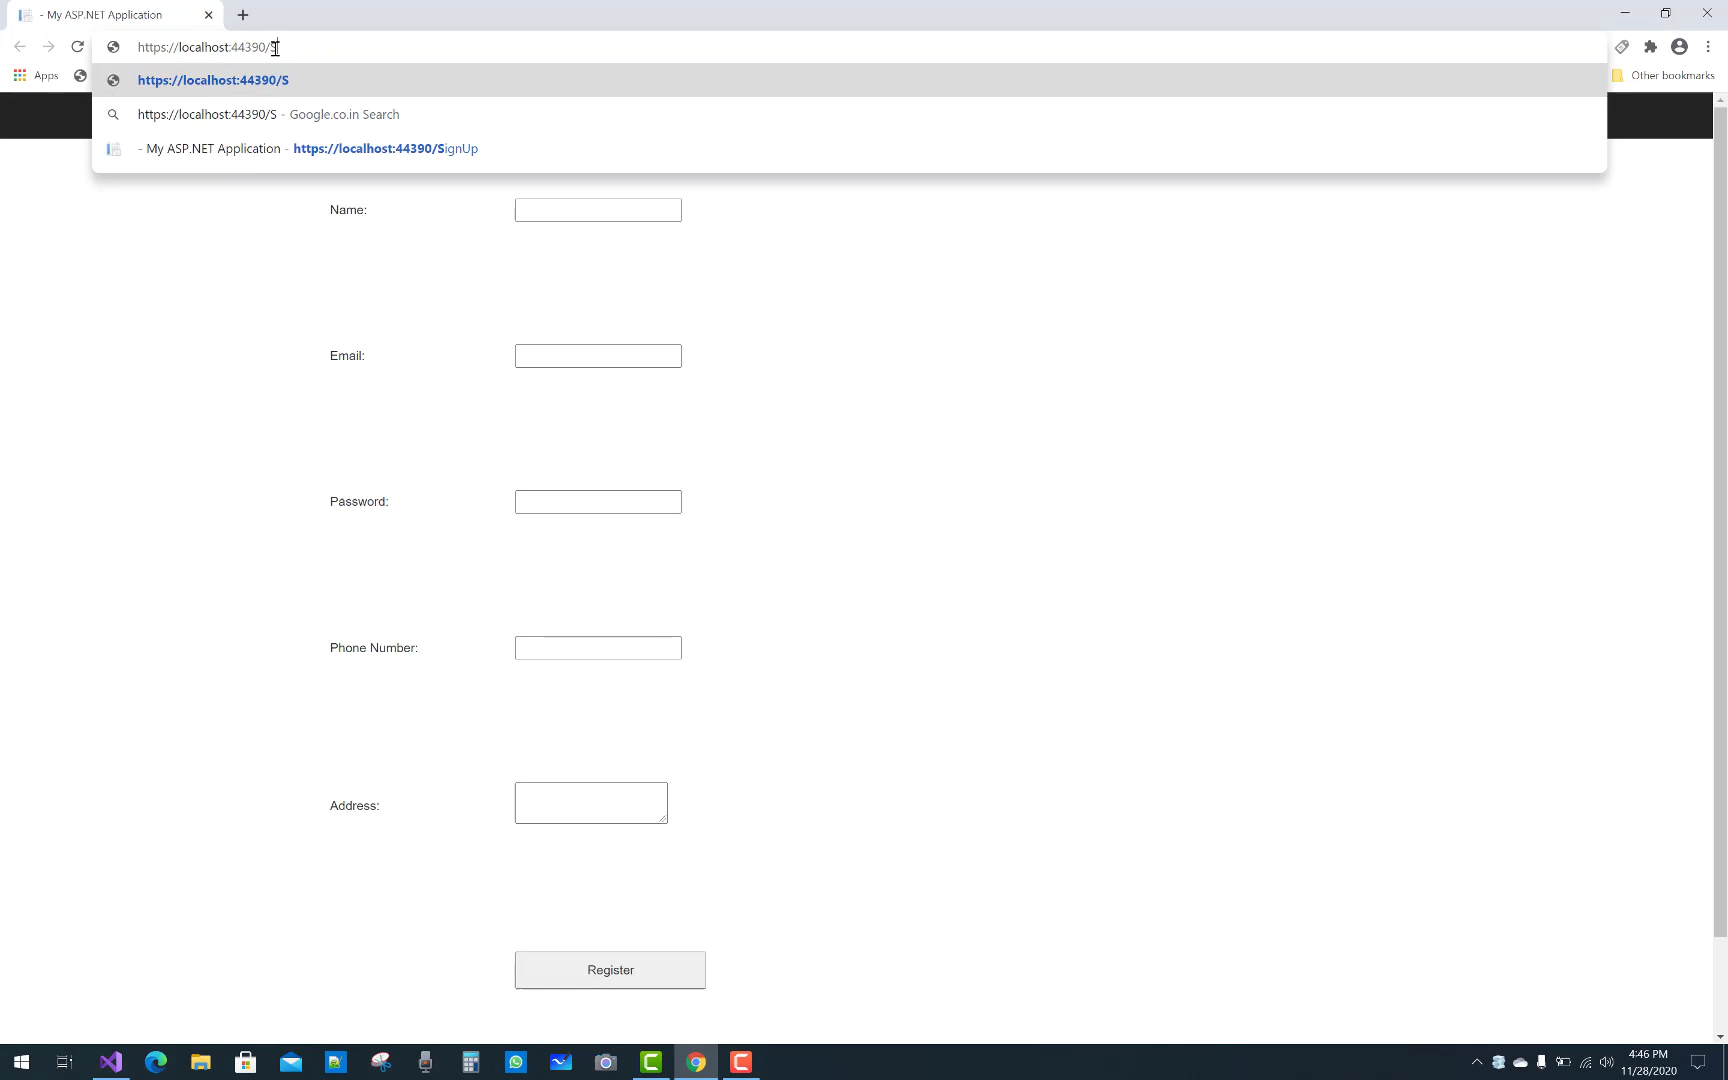 - My ASP.NET Application
https://localhost:44390/S
Apps
Other bookmarks
https://localhost:44390/S
https://localhost:44390/S - Google.co.in Search
- My ASP.NET Application - https://localhost:44390/SignUp
Name:
Email:
Password:
Phone Number:
Address:
Register
4:46 PM
11/28/2020